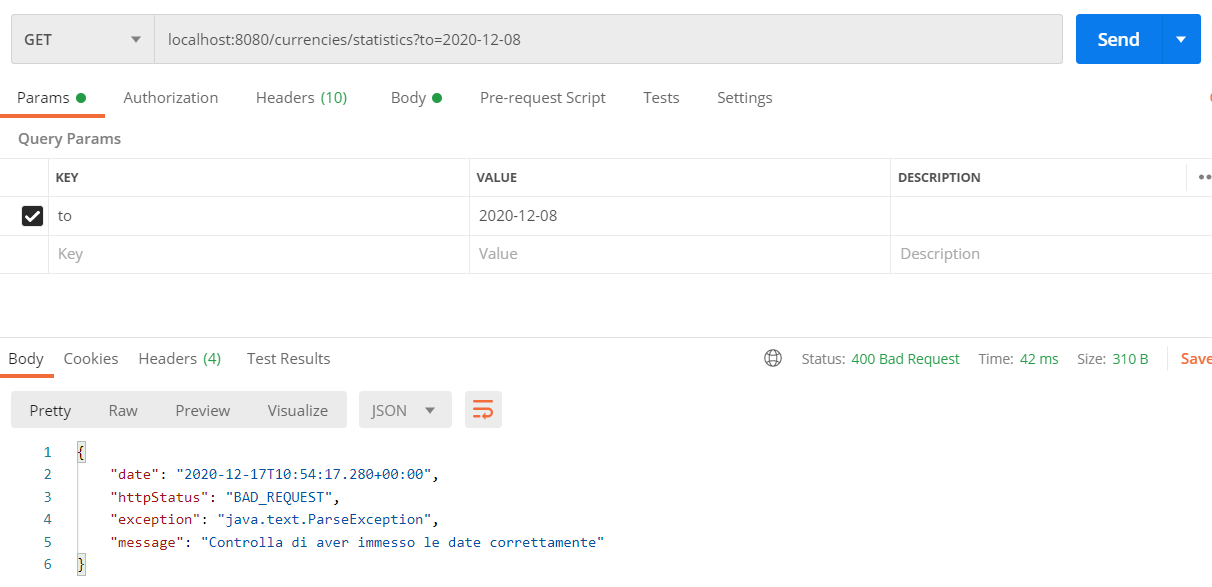 GET localhost:8080/currencies/statistics?to=2020-12-08 Send
Params Authorization Headers (10) Body Pre-request Script Tests Settings
Query Params
KEY VALUE DESCRIPTION
to 2020-12-08
Key Value Description
Body Cookies Headers (4) Test Results Status: 400 Bad Request Time: 42 ms Size: 310 B Save
Pretty Raw Preview Visualize JSON
1 {
2 "date": "2020-12-17T10:54:17.280+00:00",
3 "httpStatus": "BAD_REQUEST",
4 "exception": "java.text.ParseException",
5 "message": "Controlla di aver immesso le date correttamente"
6 }